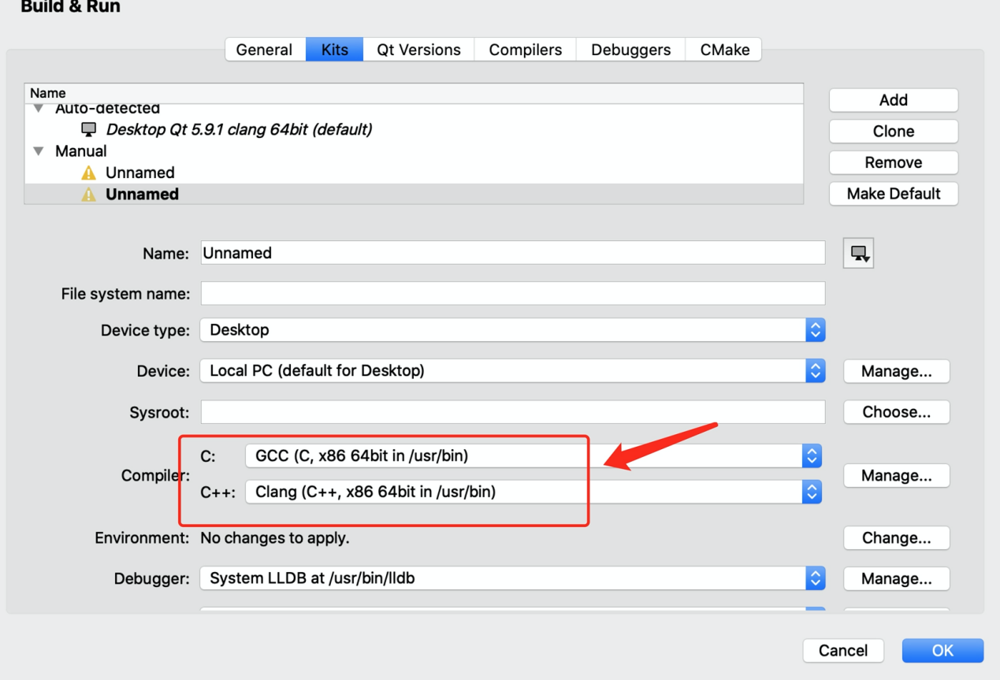 Build & Run
General Kits Qt Versions Compilers Debuggers CMake
Name
Auto-detected
Desktop Qt 5.9.1 clang 64bit (default)
Manual
Unnamed
Unnamed
Add
Clone
Remove
Make Default
Name: Unnamed
File system name:
Device type: Desktop
Device: Local PC (default for Desktop) Manage...
Sysroot: Choose...
Compiler: Manage...
C: GCC (C, x86 64bit in /usr/bin)
C++: Clang (C++, x86 64bit in /usr/bin)
Environment: No changes to apply. Change...
Debugger: System LLDB at /usr/bin/lldb Manage...
Cancel OK